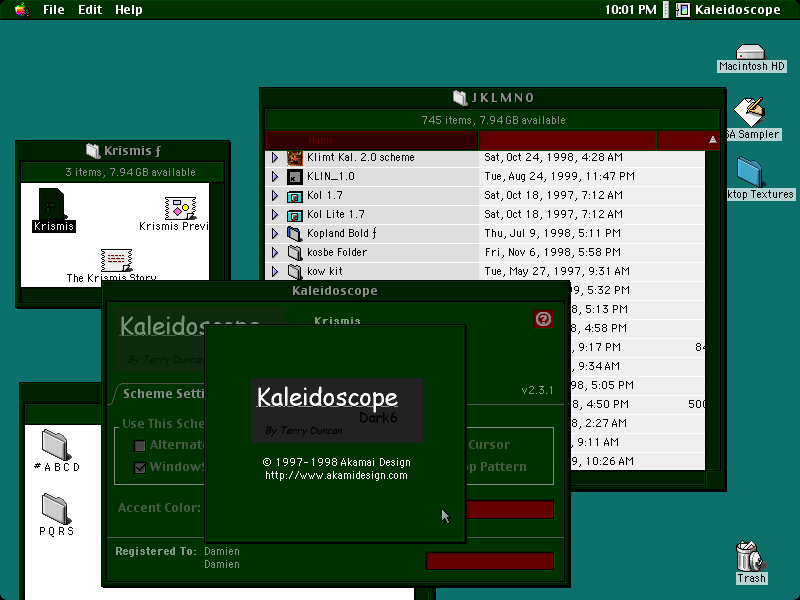 File Edit Help
10:01 PM Kaleidoscope
Macintosh HD
SA Sampler
ktop Textures
Trash
JKLMNO
745 items, 7.94 GB available
Name
Klimt Kal. 2.0 scheme Sat, Oct 24, 1998, 4:28 AM
KLIN_1.0 Tue, Aug 24, 1999, 11:47 PM
Kol 1.7 Sat, Oct 18, 1997, 7:12 AM
Kol Lite 1.7 Sat, Oct 18, 1997, 7:12 AM
Kopland Bold ƒ Thu, Jul 9, 1998, 5:11 PM
kosbe Folder Fri, Nov 6, 1998, 5:58 PM
kow kit Tue, May 27, 1997, 9:31 AM
9, 5:32 PM
, 5:13 PM
, 4:58 PM
, 9:17 PM 84
, 9:34 AM
98, 5:05 PM
, 4:50 PM 500
, 2:27 AM
, 9:11 AM
9, 10:26 AM
Krismis ƒ
3 items, 7.94 GB available
Krismis
Krismis Previ
The Krismis Story
#ABCD
PQRS
Kaleidoscope
Kaleidoscope
By Terry Duncan
Krismis
Scheme Setti
v2.3.1
Use This Sche
Alternat
Cursor
WindowS
op Pattern
Accent Color:
Registered To: Damien
Damien
Kaleidoscope
Dark6
By Terry Duncan
© 1997-1998 Akamai Design
http://www.akamidesign.com